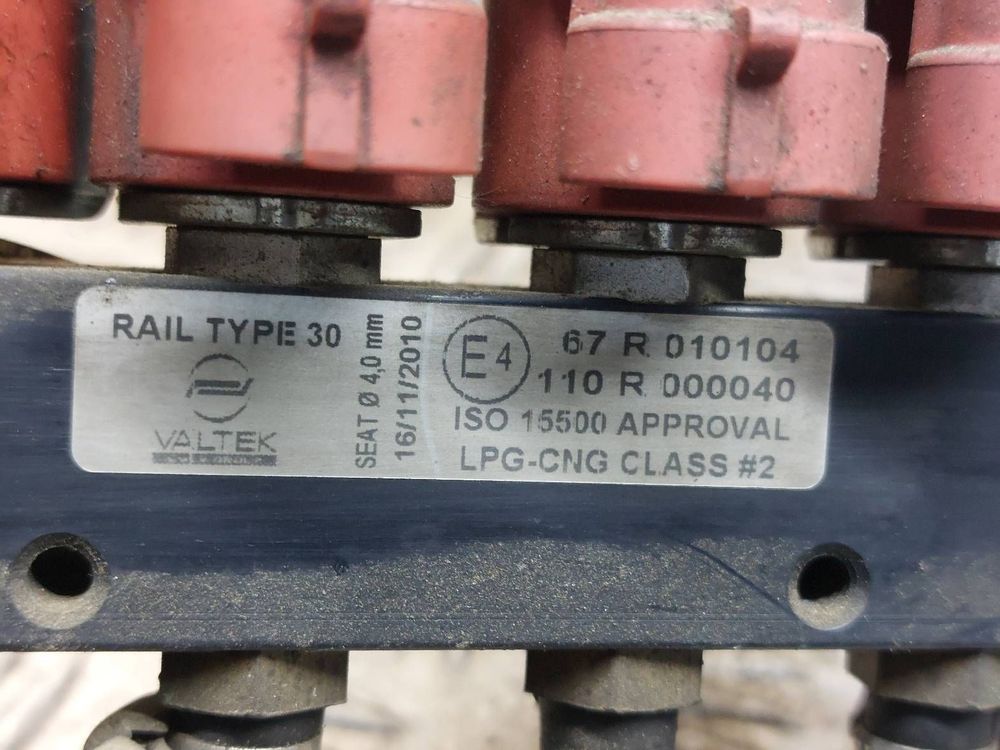 RAIL TYPE 30
VALTEK
SEAT Ø 4,0 mm
16/11/2010
E4
67 R 010104
110 R 000040
ISO 15500 APPROVAL
LPG-CNG CLASS #2